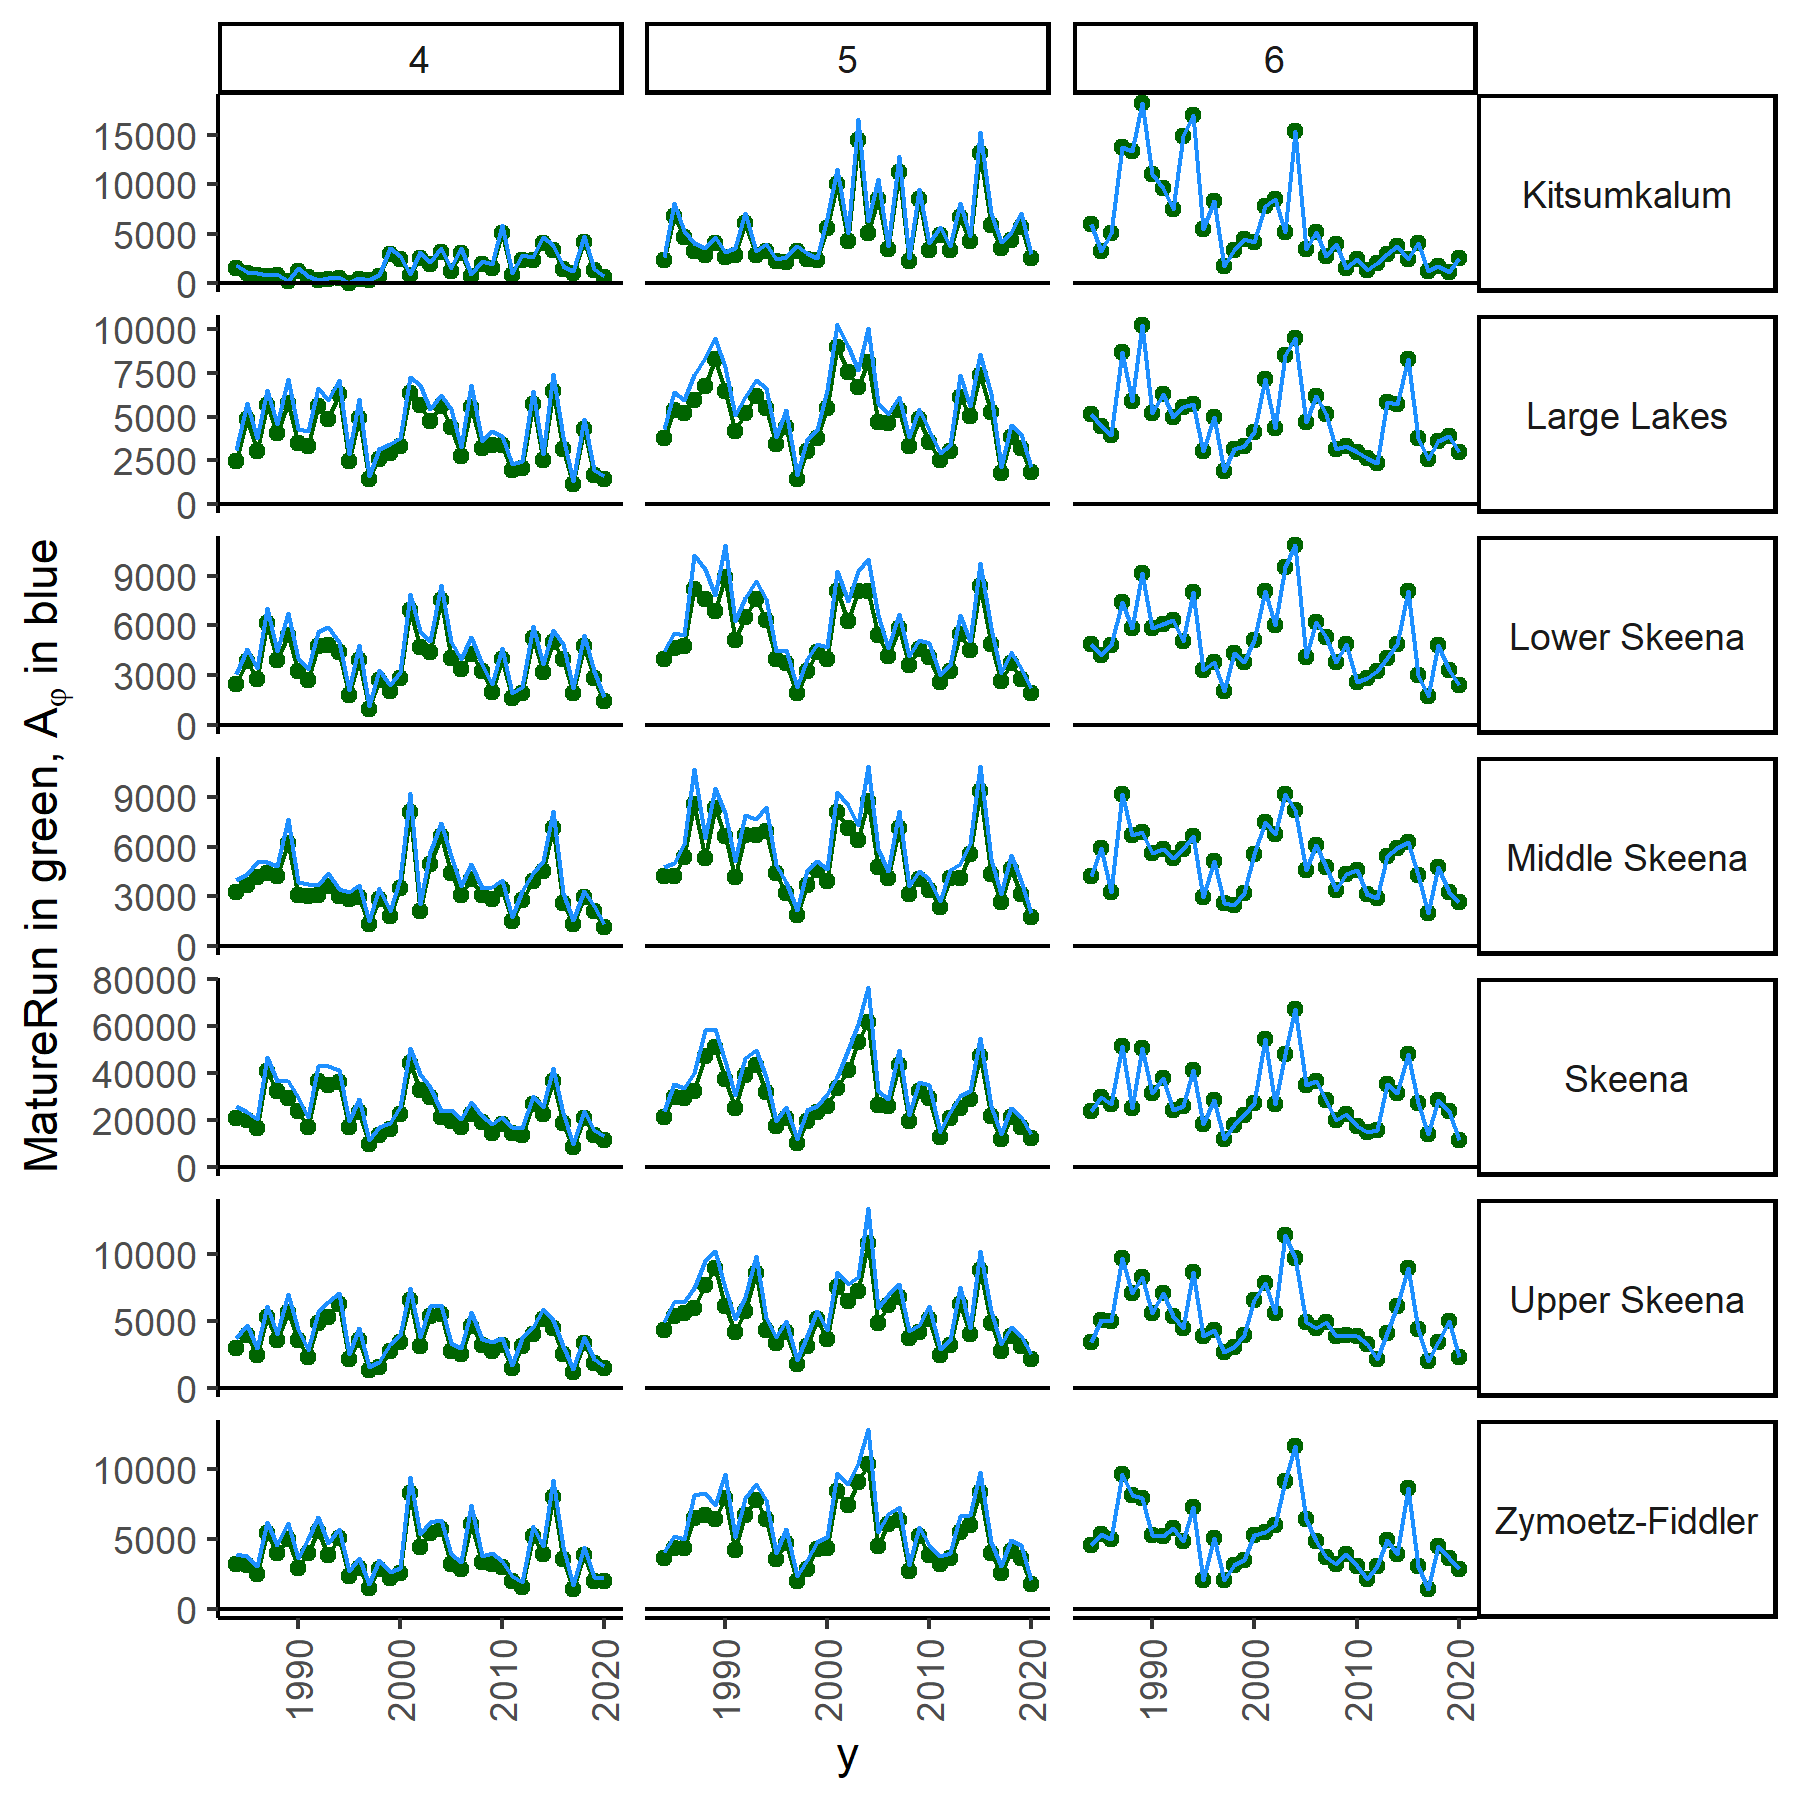 4 5 6
15000
10000
5000
0
Kitsumkalum
10000
7500
5000
2500
0
Large Lakes
9000
6000
3000
0
Lower Skeena
9000
6000
3000
0
Middle Skeena
80000
60000
40000
20000
0
Skeena
10000
5000
0
Upper Skeena
10000
5000
0
Zymoetz-Fiddler
1990 2000 2010 2020 1990 2000 2010 2020 1990 2000 2010 2020
y
MatureRun in green, Aφ in blue